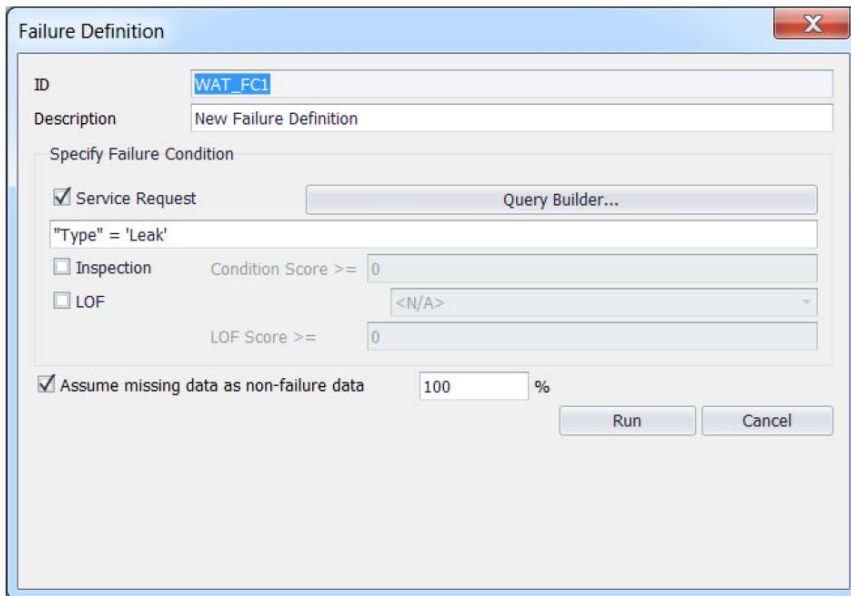 Failure Definition
X
ID WAT_FC1
Description New Failure Definition
Specify Failure Condition
Service Request Query Builder...
"Type" = 'Leak'
Inspection Condition Score >= 0
LOF <N/A>
LOF Score >= 0
Assume missing data as non-failure data 100 %
Run Cancel